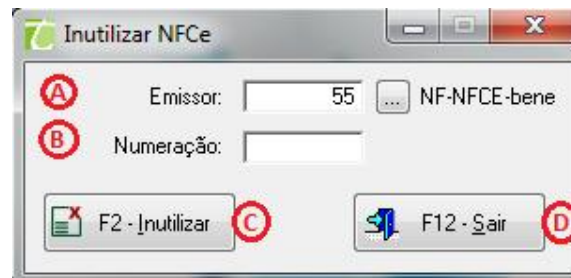 Inutilizar NFCe
A Emissor: 55 ... NF-NFCE-bene
B Numeração:
F2 - Inutilizar C F12 - Sair D